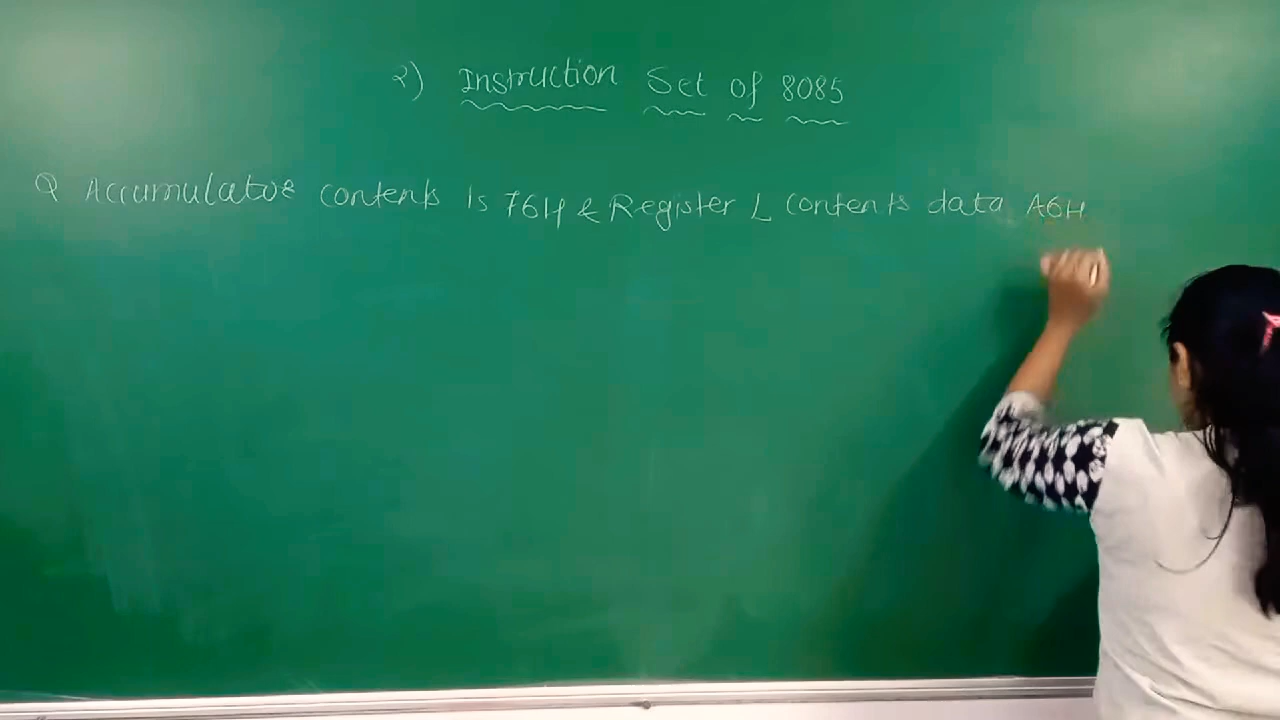 2) Instruction Set of 8085
Q Accumulator contents is 76H & Register L contents data A6H